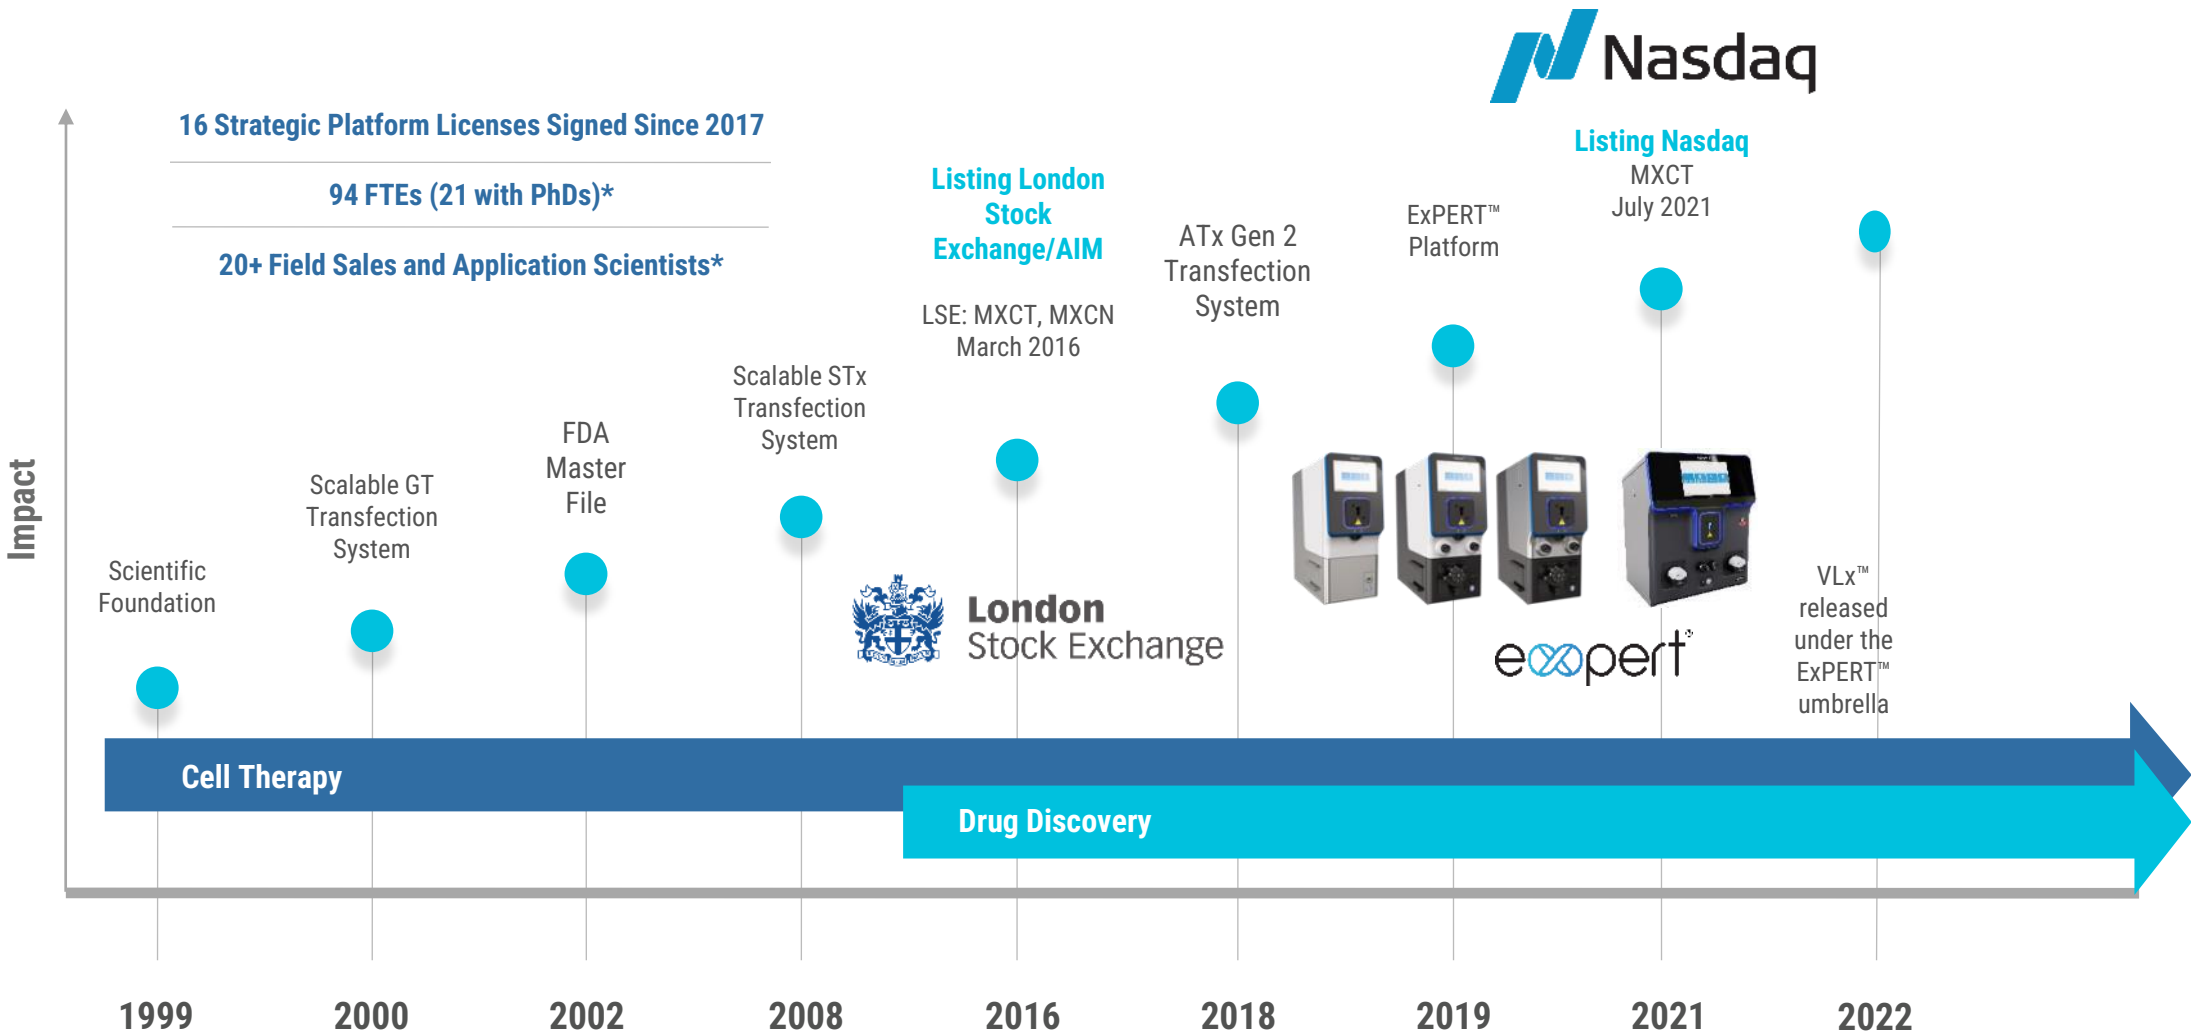 Nasdaq
16 Strategic Platform Licenses Signed Since 2017
94 FTEs (21 with PhDs)*
20+ Field Sales and Application Scientists*
Impact
Scientific
Foundation
Scalable GT
Transfection
System
FDA
Master
File
Scalable STx
Transfection
System
Listing London
Stock
Exchange/AIM
LSE: MXCT, MXCN
March 2016
London
Stock Exchange
ATx Gen 2
Transfection
System
ExPERT™
Platform
Listing Nasdaq
MXCT
July 2021
expert
VLx™
released
under the
ExPERT™
umbrella
Cell Therapy
Drug Discovery
1999
2000
2002
2008
2016
2018
2019
2021
2022